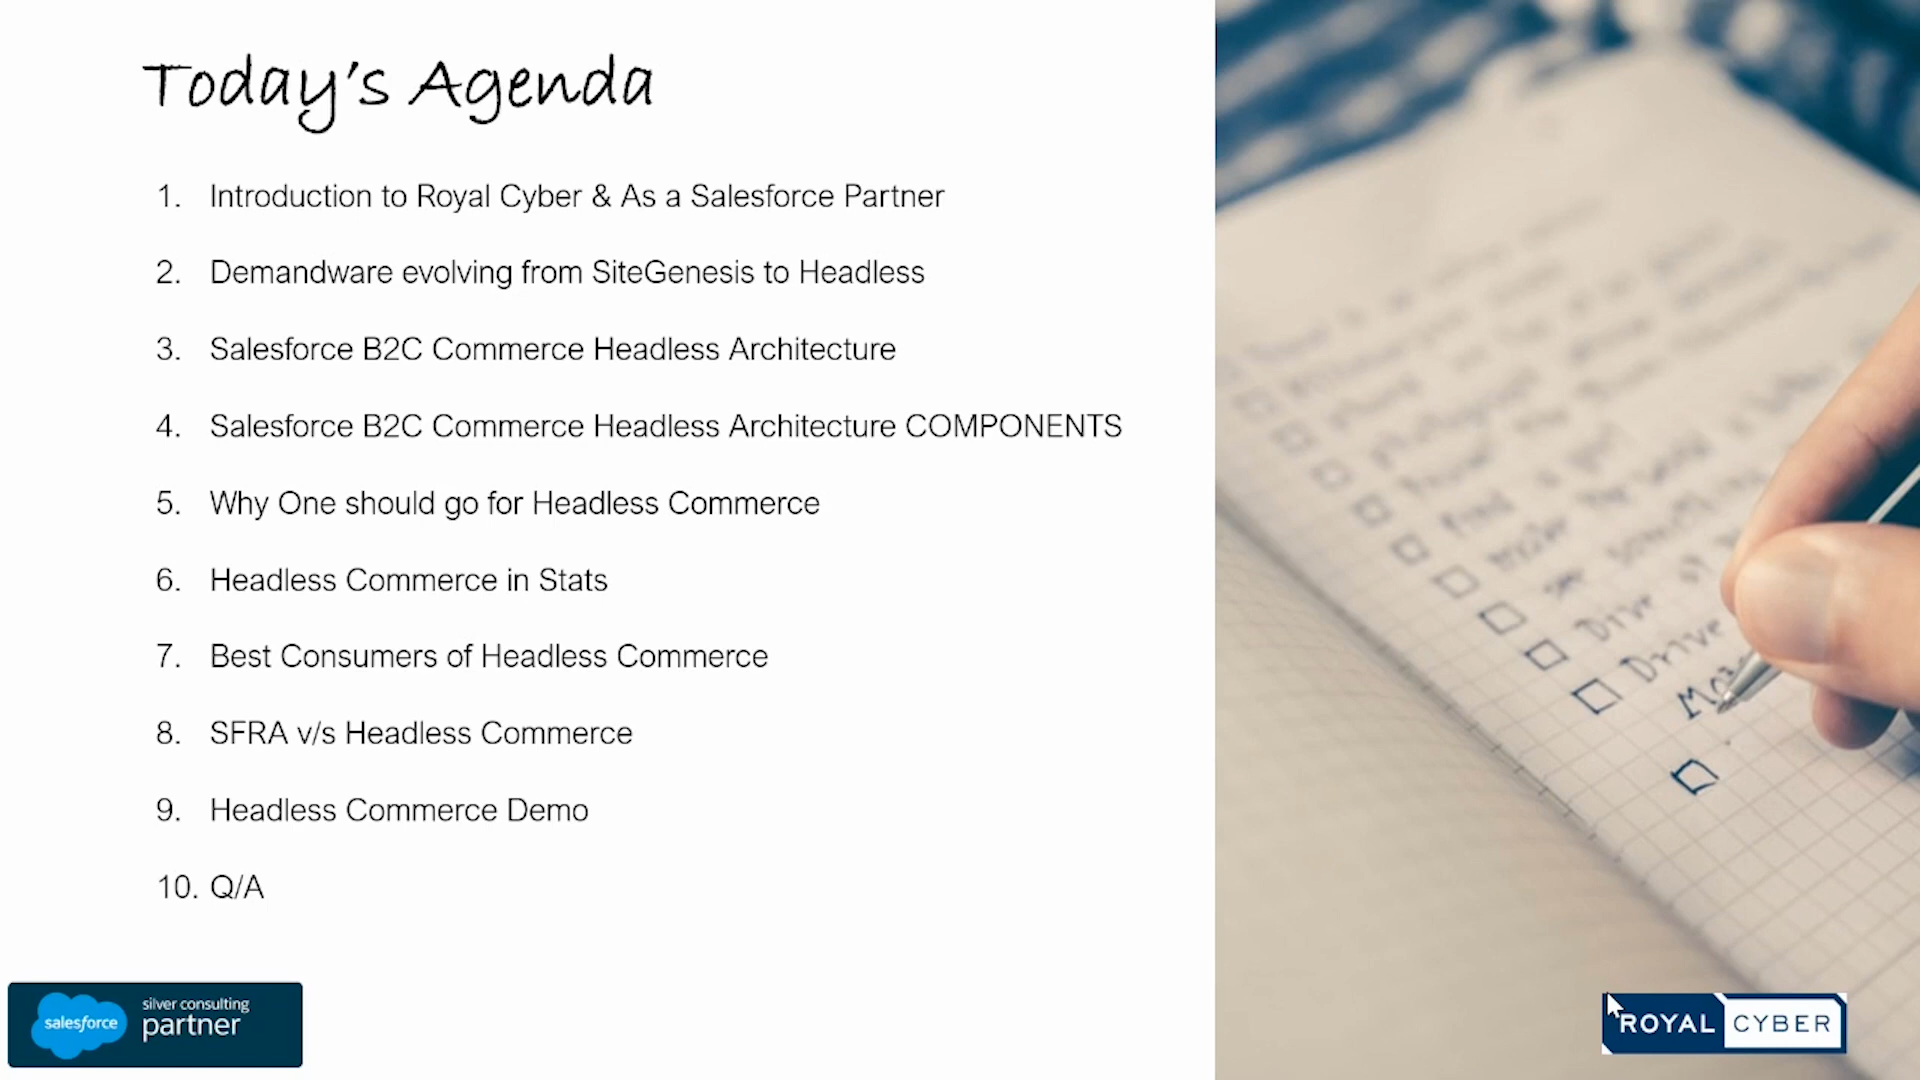 Today's Agenda
1. Introduction to Royal Cyber & As a Salesforce Partner
2. Demandware evolving from SiteGenesis to Headless
3. Salesforce B2C Commerce Headless Architecture
4. Salesforce B2C Commerce Headless Architecture COMPONENTS
5. Why One should go for Headless Commerce
6. Headless Commerce in Stats
7. Best Consumers of Headless Commerce
8. SFRA v/s Headless Commerce
9. Headless Commerce Demo
10. Q/A
salesforce
silver consulting
partner
Drive
Drive
ROYAL CYBER